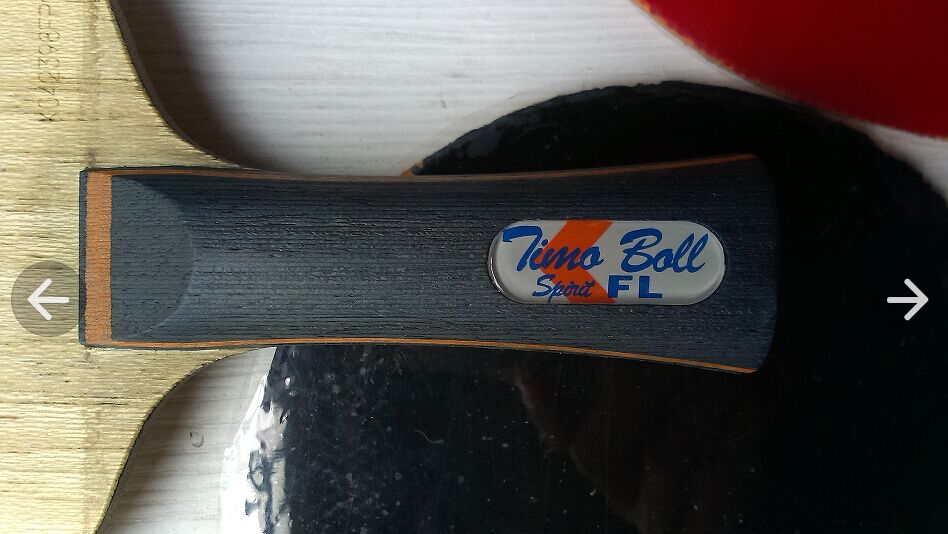 Timo Boll
Spirit FL